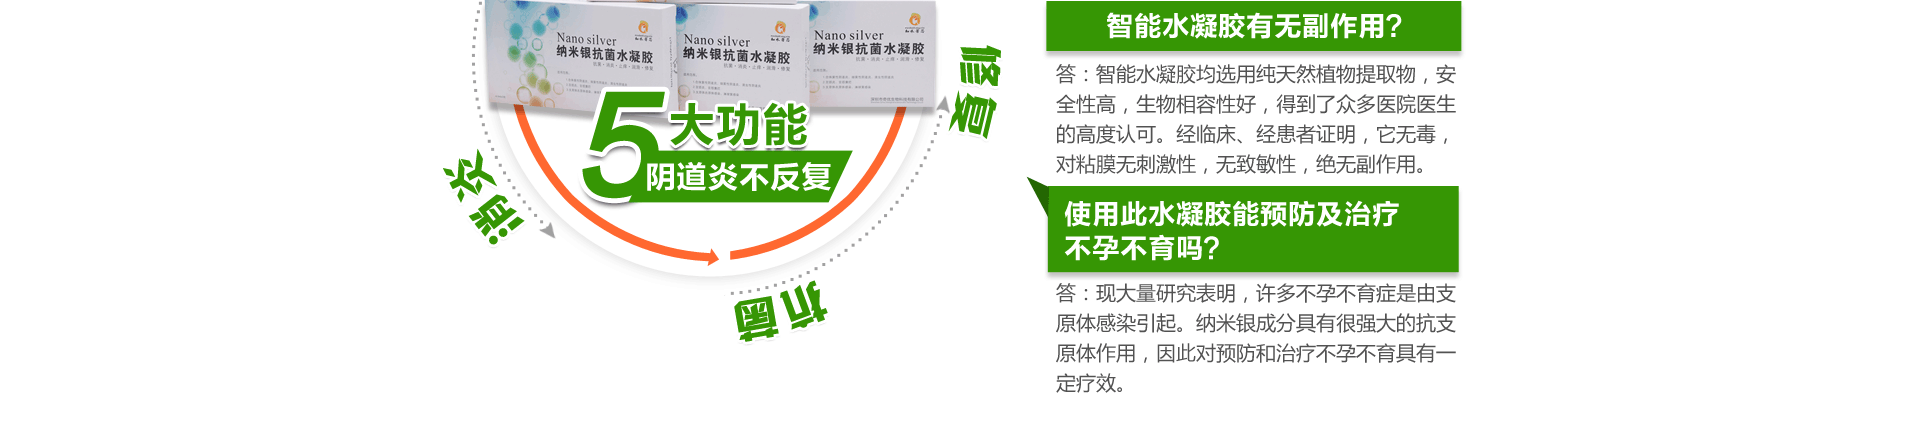 Nano silver
纳米银抗菌水凝胶
Nano silver
纳米银抗菌水凝胶
Nano silver
纳米银抗菌水凝胶
5大功能
阴道炎不反复
消炎
抗菌
修复
智能水凝胶有无副作用?
答：智能水凝胶均选用纯天然植物提取物，安
全性高，生物相容性好，得到了众多医院医生
的高度认可。经临床、经患者证明，它无毒，
对粘膜无刺激性，无致敏性，绝无副作用。
使用此水凝胶能预防及治疗
不孕不育吗?
答：现大量研究表明，许多不孕不育症是由支
原体感染引起。纳米银成分具有很强大的抗支
原体作用，因此对预防和治疗不孕不育具有一
定疗效。